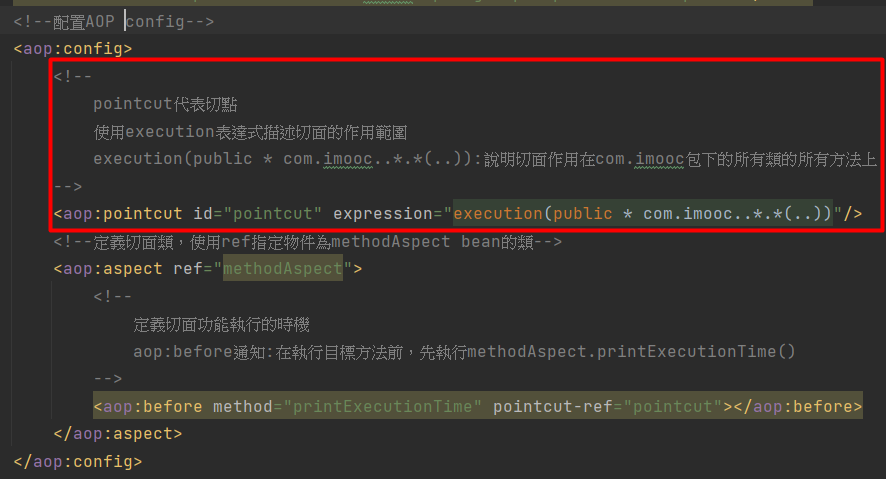 <!--配置AOP config-->
<aop:config>
<!--
pointcut代表切點
使用execution表達式描述切面的作用範圍
execution(public * com.imooc..*.*(..)):說明切面作用在com.imooc包下的所有類的所有方法上
-->
<aop:pointcut id="pointcut" expression="execution(public * com.imooc..*.*(..))"/>
<!--定義切面類，使用ref指定物件為methodAspect bean的類-->
<aop:aspect ref="methodAspect">
<!--
定義切面功能執行的時機
aop:before通知:在執行目標方法前，先執行methodAspect.printExecutionTime()
-->
<aop:before method="printExecutionTime" pointcut-ref="pointcut"></aop:before>
</aop:aspect>
</aop:config>